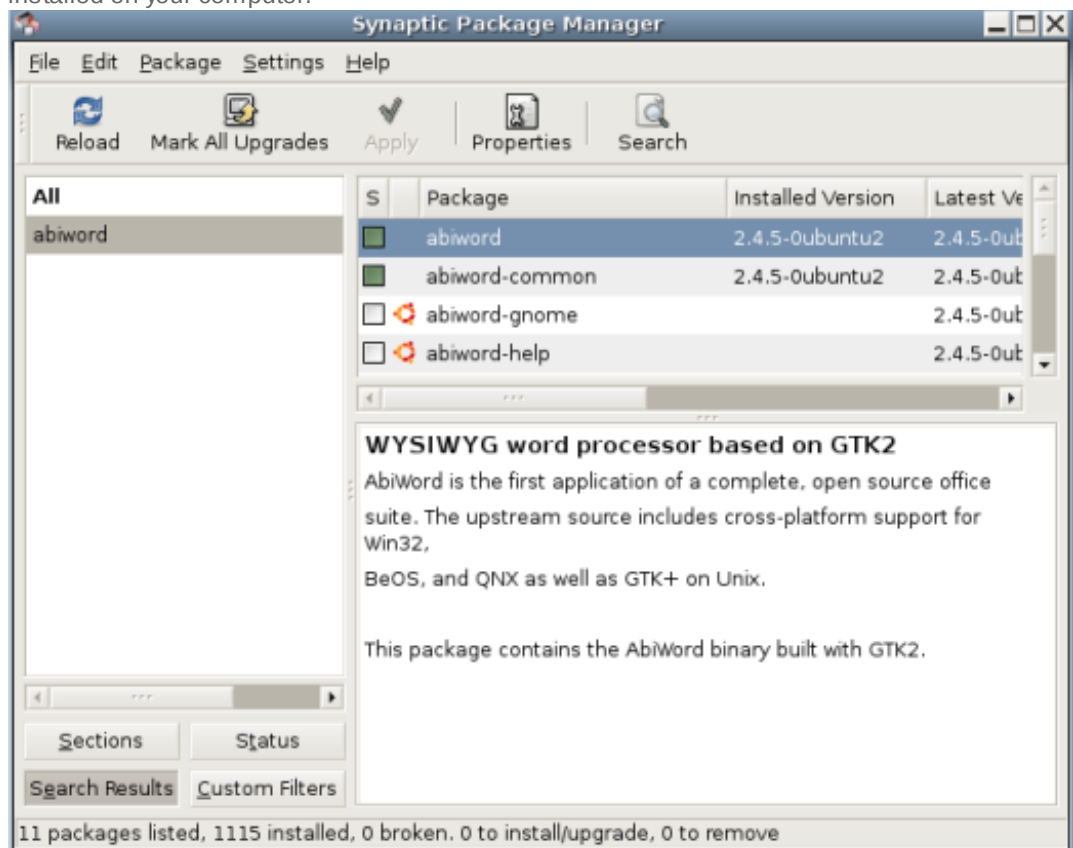 installed on your computer.
Synaptic Package Manager
File Edit Package Settings Help
Reload Mark All Upgrades Apply Properties Search
All
abiword
S Package Installed Version Latest Ve
abiword 2.4.5-0ubuntu2 2.4.5-0ub
abiword-common 2.4.5-0ubuntu2 2.4.5-0ub
abiword-gnome 2.4.5-0ub
abiword-help 2.4.5-0ub
WYSIWYG word processor based on GTK2
AbiWord is the first application of a complete, open source office
suite. The upstream source includes cross-platform support for
Win32,
BeOS, and QNX as well as GTK+ on Unix.
This package contains the AbiWord binary built with GTK2.
Sections Status
Search Results Custom Filters
11 packages listed, 1115 installed, 0 broken. 0 to install/upgrade, 0 to remove